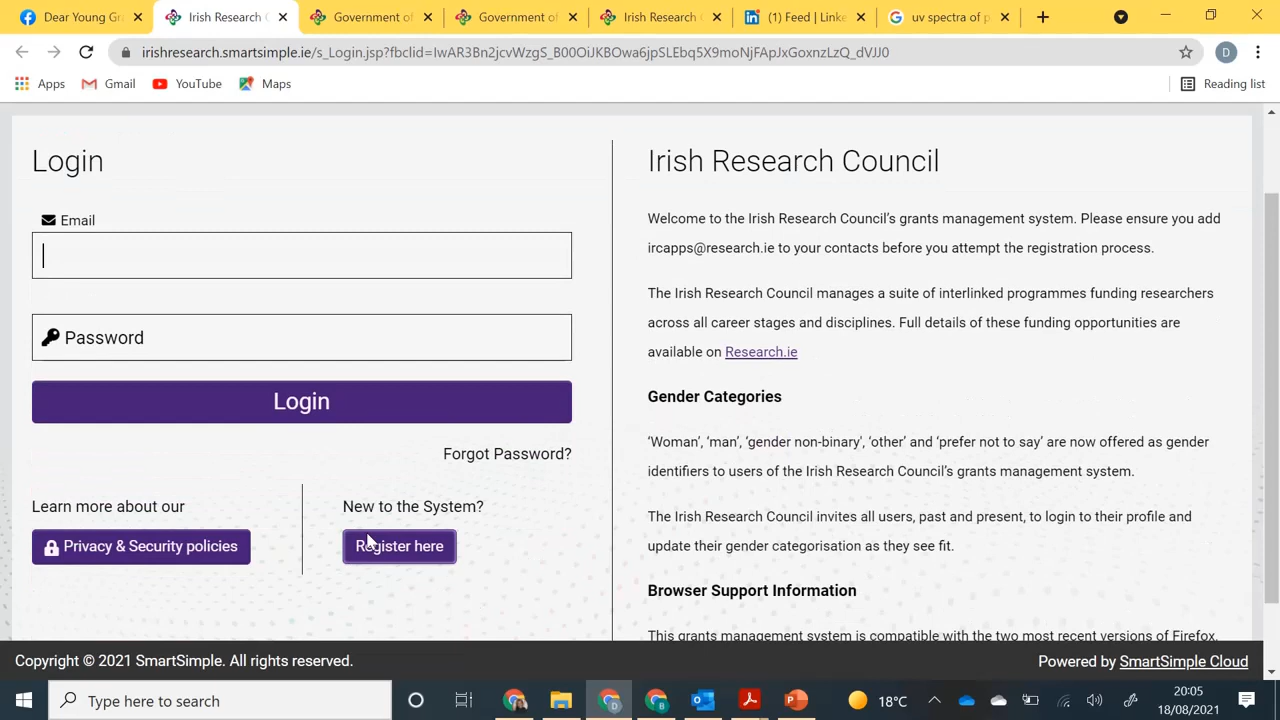 Dear Young Gr
Irish Research C
Government of
Government of
Irish Research C
(1) Feed | Linke
uv spectra of p
irishresearch.smartsimple.ie/s_Login.jsp?fbclid=IwAR3Bn2jcvWzgS_B00OiJKBOwa6jpSLEbq5X9moNjFApJxGoxnzLzQ_dVJJ0
D
Apps
Gmail
YouTube
Maps
Reading list
Login
Email
Password
Login
Forgot Password?
Learn more about our
Privacy & Security policies
New to the System?
Register here
Irish Research Council
Welcome to the Irish Research Council's grants management system. Please ensure you add
ircapps@research.ie to your contacts before you attempt the registration process.
The Irish Research Council manages a suite of interlinked programmes funding researchers
across all career stages and disciplines. Full details of these funding opportunities are
available on Research.ie
Gender Categories
‘Woman’, ‘man’, ‘gender non-binary’, ‘other’ and ‘prefer not to say’ are now offered as gender
identifiers to users of the Irish Research Council’s grants management system.
The Irish Research Council invites all users, past and present, to login to their profile and
update their gender categorisation as they see fit.
Browser Support Information
This grants management system is compatible with the two most recent versions of Firefox,
Copyright © 2021 SmartSimple. All rights reserved.
Powered by SmartSimple Cloud
Type here to search
18°C
20:05
18/08/2021